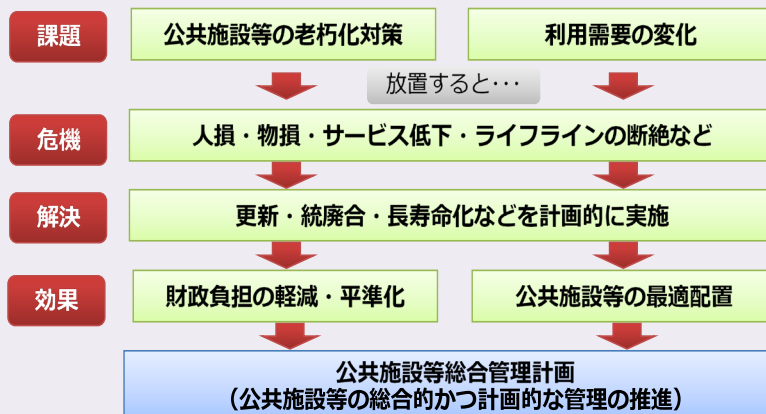 課題
公共施設等の老朽化対策
利用需要の変化
放置すると･･･
危機
人損・物損・サービス低下・ライフラインの断絶など
解決
更新・統廃合・長寿命化などを計画的に実施
効果
財政負担の軽減・平準化
公共施設等の最適配置
公共施設等総合管理計画
（公共施設等の総合的かつ計画的な管理の推進）